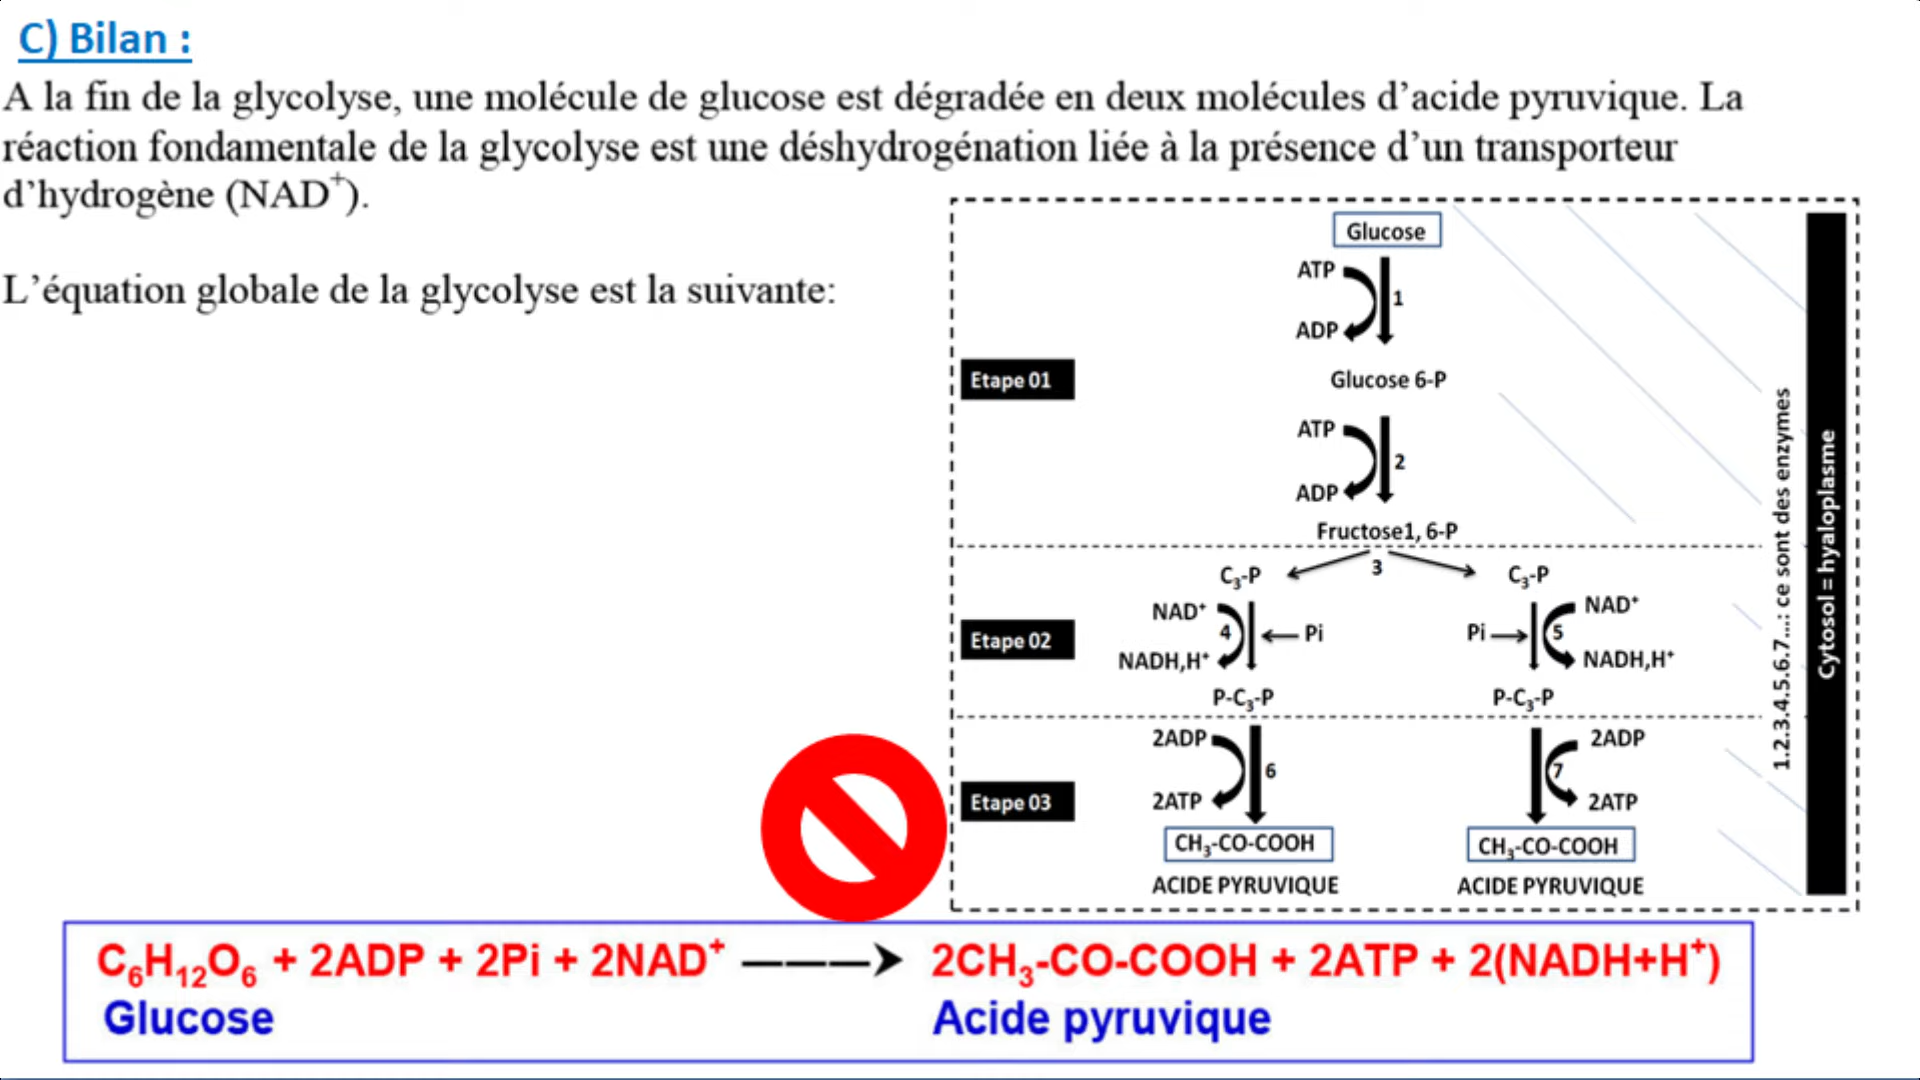 C) Bilan :
A la fin de la glycolyse, une molécule de glucose est dégradée en deux molécules d’acide pyruvique. La
réaction fondamentale de la glycolyse est une déshydrogénation liée à la présence d’un transporteur
d’hydrogène (NAD⁺).
L’équation globale de la glycolyse est la suivante:
Glucose
ATP
1
ADP
Etape 01
Glucose 6-P
ATP
2
ADP
Fructose1, 6-P
3
C₃-P
C₃-P
NAD⁺
NAD⁺
Etape 02
4
Pi
Pi
5
NADH,H⁺
NADH,H⁺
P-C₃-P
P-C₃-P
2ADP
2ADP
6
7
Etape 03
2ATP
2ATP
CH₃-CO-COOH
CH₃-CO-COOH
ACIDE PYRUVIQUE
ACIDE PYRUVIQUE
1.2.3.4.5.6.7...: ce sont des enzymes
Cytosol = hyaloplasme
C₆H₁₂O₆ + 2ADP + 2Pi + 2NAD⁺ ———> 2CH₃-CO-COOH + 2ATP + 2(NADH+H⁺)
Glucose Acide pyruvique